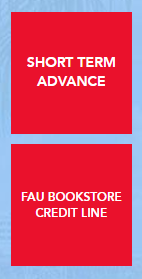 SHORT TERM
ADVANCE
FAU BOOKSTORE
CREDIT LINE